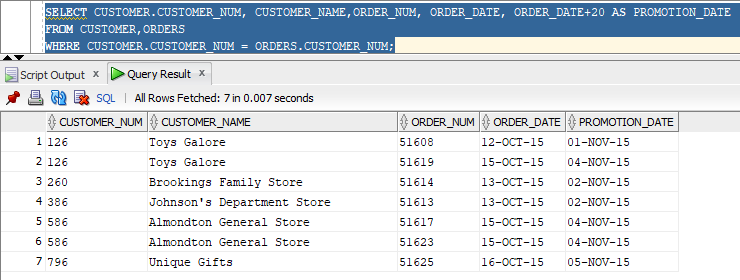 SELECT CUSTOMER.CUSTOMER_NUM, CUSTOMER_NAME,ORDER_NUM, ORDER_DATE, ORDER_DATE+20 AS PROMOTION_DATE
FROM CUSTOMER,ORDERS
WHERE CUSTOMER.CUSTOMER_NUM = ORDERS.CUSTOMER_NUM;
Script Output x Query Result x
SQL | All Rows Fetched: 7 in 0.007 seconds
CUSTOMER_NUM CUSTOMER_NAME ORDER_NUM ORDER_DATE PROMOTION_DATE
1 126 Toys Galore 51608 12-OCT-15 01-NOV-15
2 126 Toys Galore 51619 15-OCT-15 04-NOV-15
3 260 Brookings Family Store 51614 13-OCT-15 02-NOV-15
4 386 Johnson's Department Store 51613 13-OCT-15 02-NOV-15
5 586 Almondton General Store 51617 15-OCT-15 04-NOV-15
6 586 Almondton General Store 51623 15-OCT-15 04-NOV-15
7 796 Unique Gifts 51625 16-OCT-15 05-NOV-15